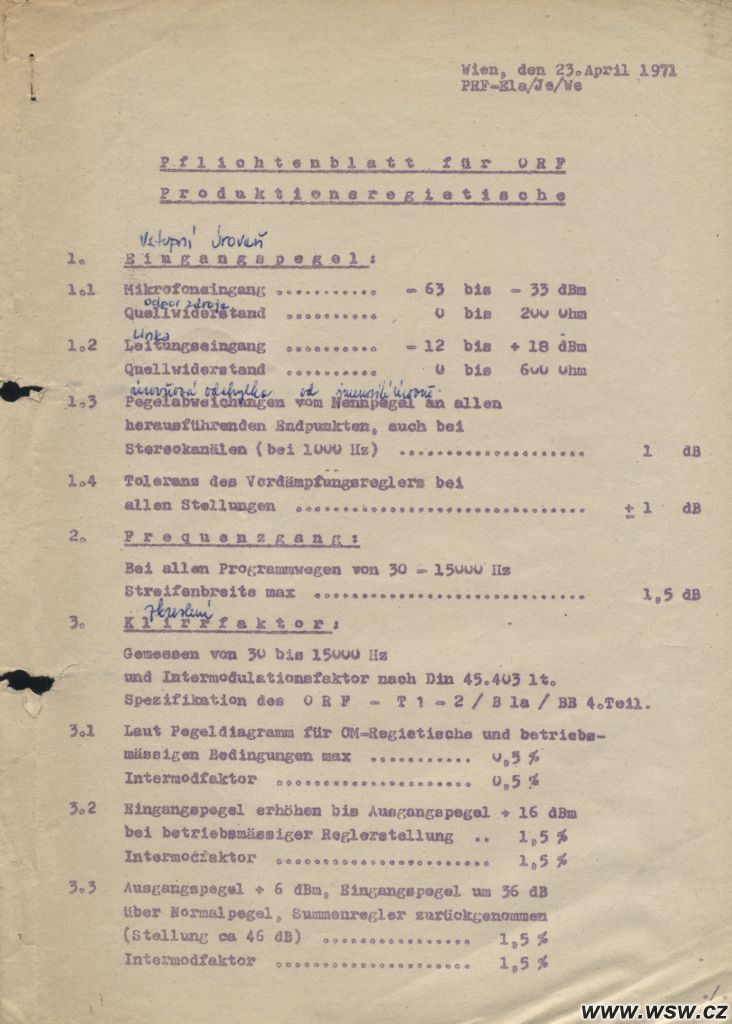 Wien, den 23.April 1971
PRF-Ela/Je/We
Pflichtenblatt für ORF
Produktionsregietische
Vstupní úroveň
1. Eingangspegel:
1.1 Mikrofoneingang ........... - 63 bis - 33 dBm
odpor zdroje
Quellwiderstand .......... 0 bis 200 Ohm
Linka
1.2 Leitungseingang .......... - 12 bis + 18 dBm
Quellwiderstand .......... 0 bis 600 Ohm
úrovňová odchylka od jmenovité úrovně
1.3 Pegelabweichungen vom Nennpegel an allen
herausführenden Endpunkten, auch bei
Stereokanälen (bei 1000 Hz) .................... 1 dB
1.4 Toleranz des Vordämpfungsreglers bei
allen Stellungen ................................ ± 1 dB
2. Frequenzgang:
Bei allen Programmwegen von 30 - 15000 Hz
Streifenbreite max .............................. 1,5 dB
zkreslení
3. Klirrfaktor:
Gemessen von 30 bis 15000 Hz
und Intermodulationsfaktor nach Din 45.403 lt.
Spezifikation des O R F - T 1 - 2 / B 1a / BB 4.Teil.
3.1 Laut Pegeldiagramm für OM-Regietische und betriebs-
mässigen Bedingungen max ........... 0,5 %
Intermodfaktor ..................... 0,5 %
3.2 Eingangspegel erhöhen bis Ausgangspegel + 16 dBm
bei betriebsmässiger Reglerstellung .. 1,5 %
Intermodfaktor ....................... 1,5 %
3.3 Ausgangspegel + 6 dBm, Eingangspegel um 36 dB
über Normalpegel, Summenregler zurückgenommen
(Stellung ca 46 dB) ................ 1,5 %
Intermodfaktor ..................... 1,5 %
./.
www.wsw.cz